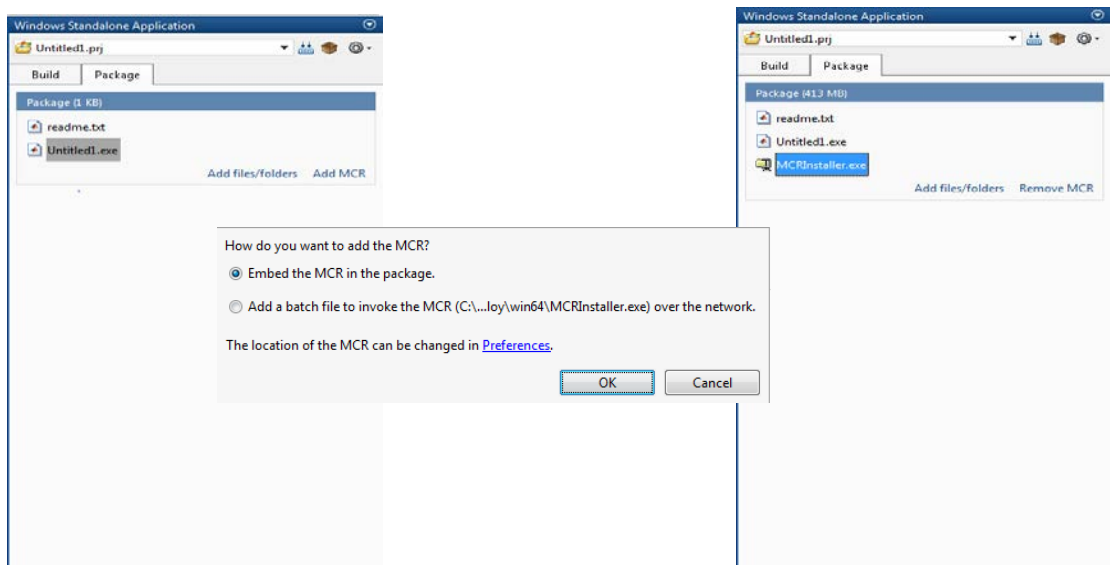 Windows Standalone Application
Untitled1.prj
Build Package
Package (1 KB)
readme.txt
Untitled1.exe
Add files/folders Add MCR
How do you want to add the MCR?
Embed the MCR in the package.
Add a batch file to invoke the MCR (C:\...loy\win64\MCRInstaller.exe) over the network.
The location of the MCR can be changed in Preferences.
OK Cancel
Windows Standalone Application
Untitled1.prj
Build Package
Package (413 MB)
readme.txt
Untitled1.exe
MCRInstaller.exe
Add files/folders Remove MCR